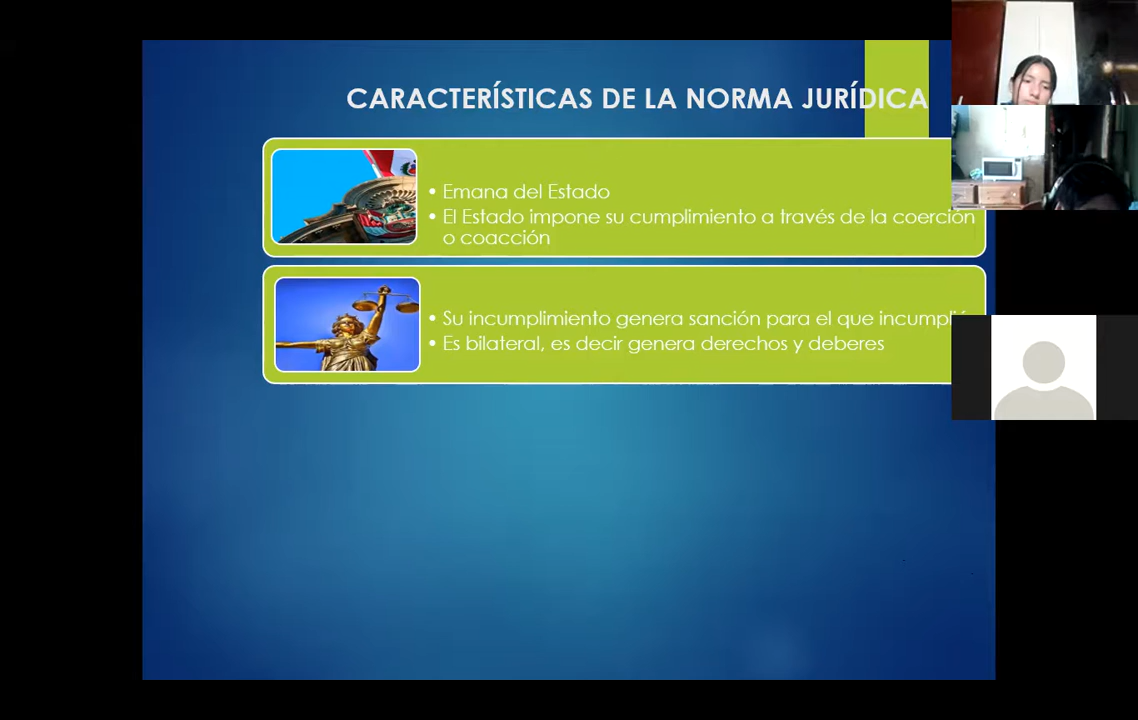 CARACTERÍSTICAS DE LA NORMA JURÍDICA
• Emana del Estado
• El Estado impone su cumplimiento a través de la coerción
o coacción
• Su incumplimiento genera sanción para el que incumplió
• Es bilateral, es decir genera derechos y deberes